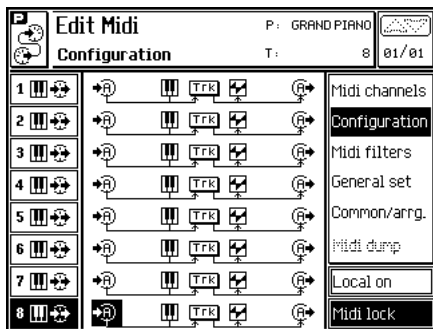 P
Edit Midi P: GRAND PIANO
Configuration T: 8 01/01
1 A Trk A Midi channels
2 A Trk A Configuration
3 A Trk A Midi filters
4 A Trk A General set
5 A Trk A Common/arrg.
6 A Trk A Midi dump
7 A Trk A Local on
8 A Trk A Midi lock